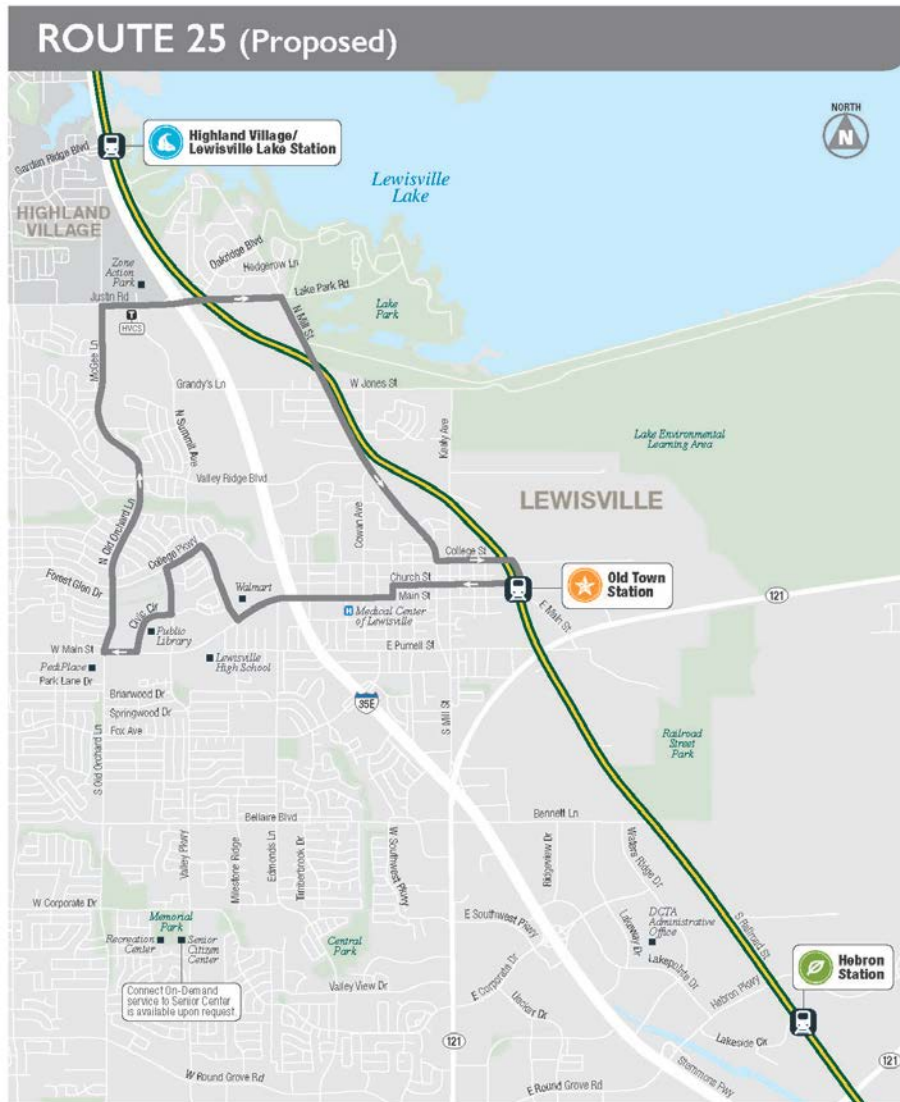 ROUTE 25 (Proposed)
NORTH
N
Highland Village/
Lewisville Lake Station
Garden Ridge Blvd
Lewisville
Lake
HIGHLAND
VILLAGE
Oakridge Blvd
Hedgerow Ln
Zone
Action
Park
Justin Rd
Lake Park Rd
T
HVCS
N Mill St
Lake
Park
McGee Ln
Grandy's Ln
W Jones St
N Summit Ave
Kealy Ave
Lake Environmental
Learning Area
Valley Ridge Blvd
LEWISVILLE
N Old Orchard Ln
Cowan Ave
College Pkwy
College St
Forest Glen Dr
Church St
Main St
Walmart
Old Town
Station
H
Medical Center
of Lewisville
E Main St
121
Civic Cir
Public
Library
W Main St
E Purnell St
PediPlace
Lewisville
High School
Park Lane Dr
Briarwood Dr
Springwood Dr
Fox Ave
35E
S Mill St
S Old Orchard Ln
Railroad
Street
Park
Bellaire Blvd
Bennett Ln
Valley Pkwy
Milestone Ridge
Edmonds Ln
Timberbrook Dr
W Southwest Pkwy
Ridgeview Dr
Waters Ridge Dr
W Corporate Dr
Memorial
Park
Recreation
Center
Senior
Citizen
Center
Central
Park
E Southwest Pkwy
Lakeway Dr
DCTA
Administrative
Office
S Railroad St
Lakepointe Dr
Hebron
Station
Connect On-Demand
service to Senior Center
is available upon request
Valley View Dr
E Corporate Dr
Uecker Dr
Hebron Pkwy
121
Lakeside Cir
121
W Round Grove Rd
E Round Grove Rd
Stemmons Fwy